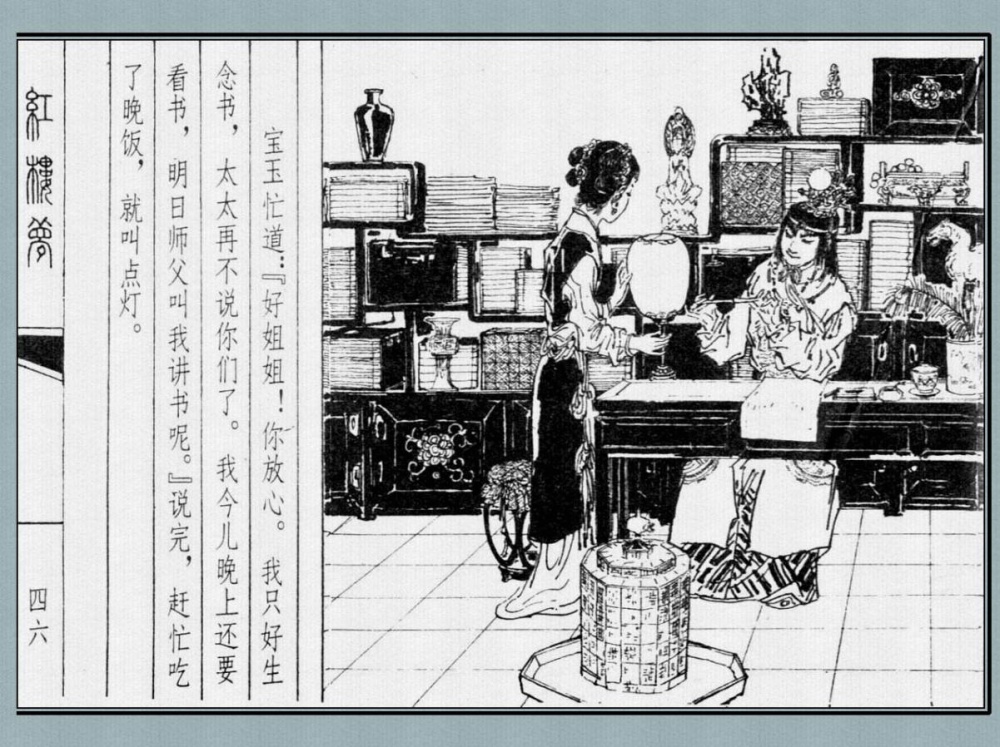 宝玉忙道：『好姐姐！你放心。我只好生
念书，太太再不说你们了。我今儿晚上还要
看书，明日师父叫我讲书呢。』说完，赶忙吃
了晚饭，就叫点灯。
紅樓夢
四六